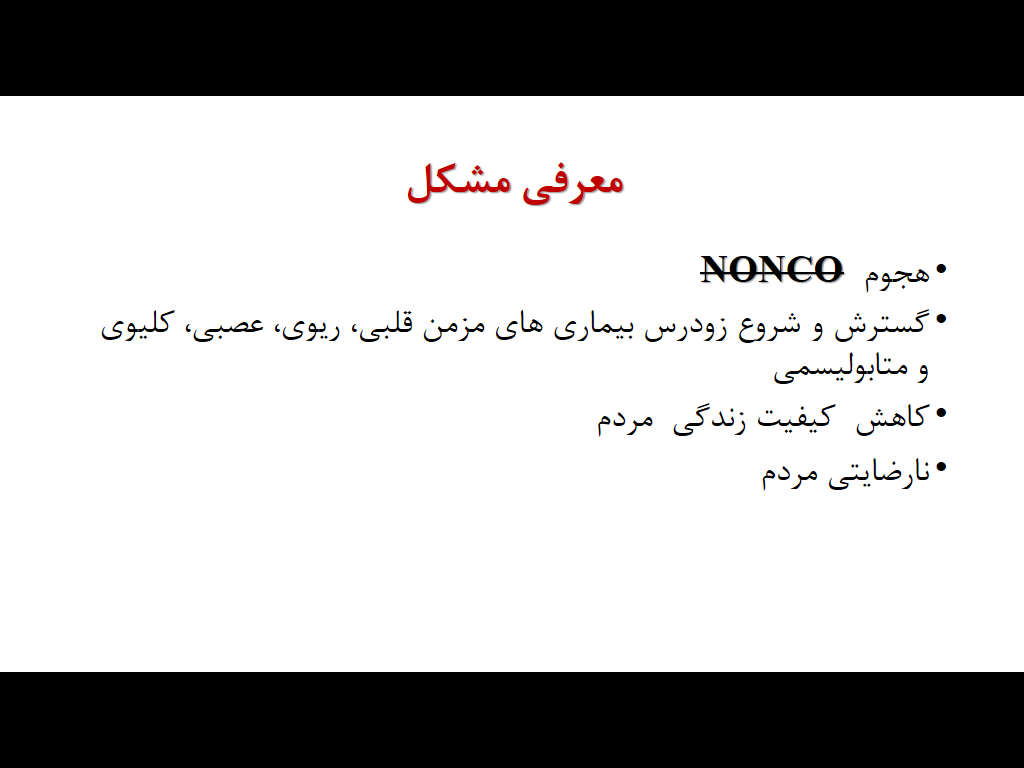 معرفی مشکل
•هجوم NONCO
•گسترش و شروع زودرس بیماری های مزمن قلبی، ریوی، عصبی، کلیوی
و متابولیسمی
•کاهش کیفیت زندگی مردم
•نارضایتی مردم